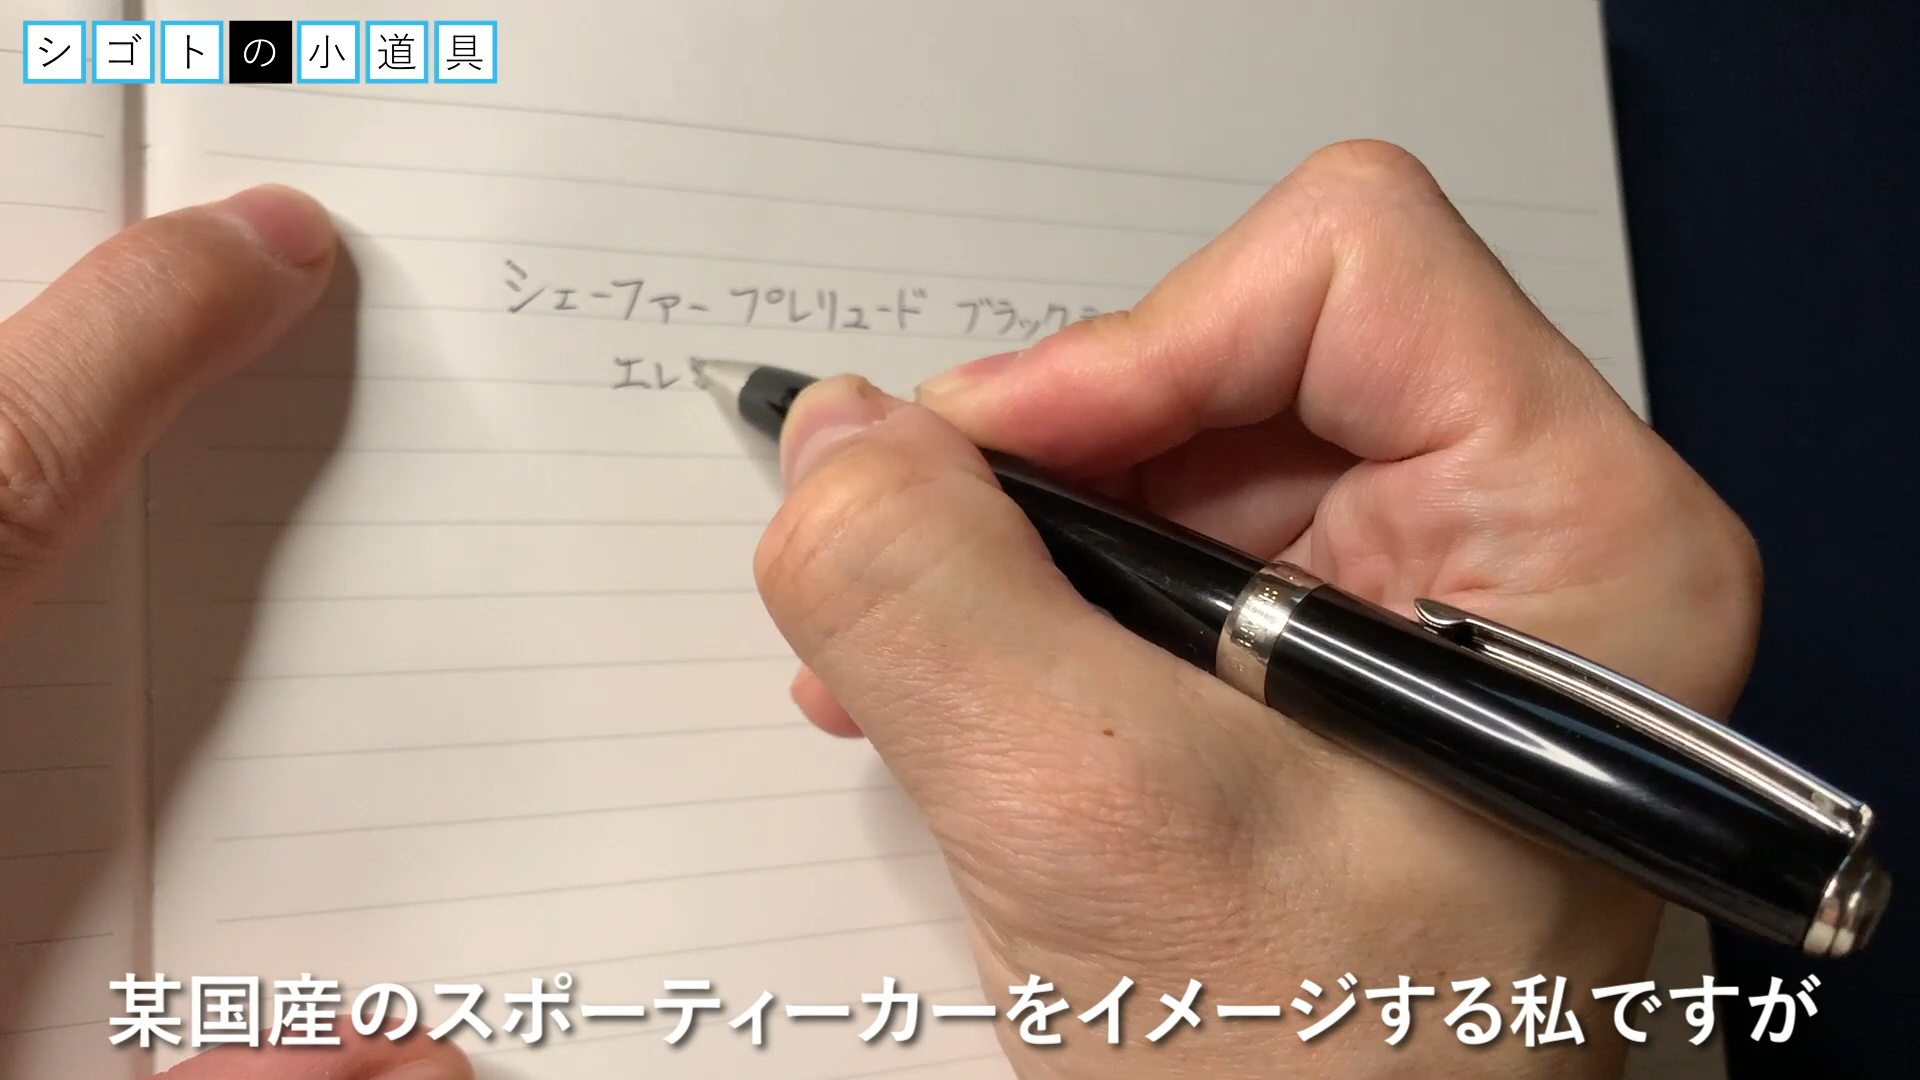 シゴトの小道具
シェーファー プレリュード ブラック
エレ
某国産のスポーティーカーをイメージする私ですが